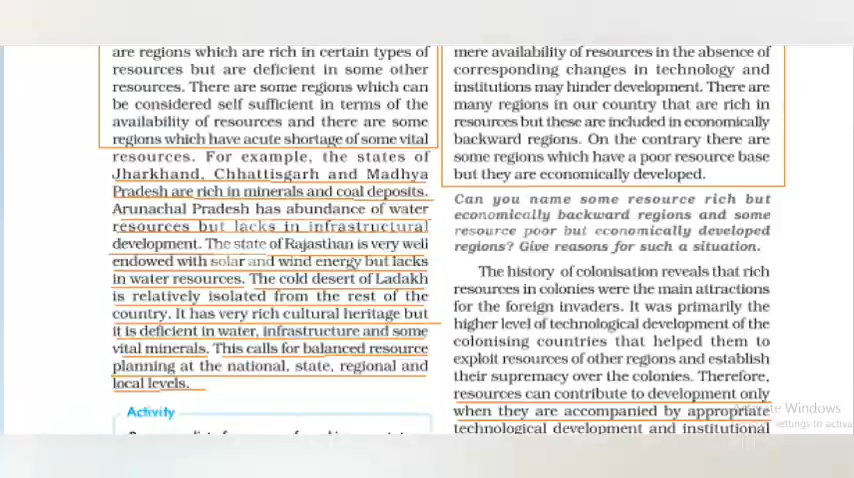 are regions which are rich in certain types of
resources but are deficient in some other
resources. There are some regions which can
be considered self sufficient in terms of the
availability of resources and there are some
regions which have acute shortage of some vital
resources. For example, the states of
Jharkhand, Chhattisgarh and Madhya
Pradesh are rich in minerals and coal deposits.
Arunachal Pradesh has abundance of water
resources but lacks in infrastructural
development. The state of Rajasthan is very well
endowed with solar and wind energy but lacks
in water resources. The cold desert of Ladakh
is relatively isolated from the rest of the
country. It has very rich cultural heritage but
it is deficient in water, infrastructure and some
vital minerals. This calls for balanced resource
planning at the national, state, regional and
local levels.
Activity
mere availability of resources in the absence of
corresponding changes in technology and
institutions may hinder development. There are
many regions in our country that are rich in
resources but these are included in economically
backward regions. On the contrary there are
some regions which have a poor resource base
but they are economically developed.
Can you name some resource rich but
economically backward regions and some
resource poor but economically developed
regions? Give reasons for such a situation.
The history of colonisation reveals that rich
resources in colonies were the main attractions
for the foreign invaders. It was primarily the
higher level of technological development of the
colonising countries that helped them to
exploit resources of other regions and establish
their supremacy over the colonies. Therefore,
resources can contribute to development only
when they are accompanied by appropriate
technological development and institutional
Windows